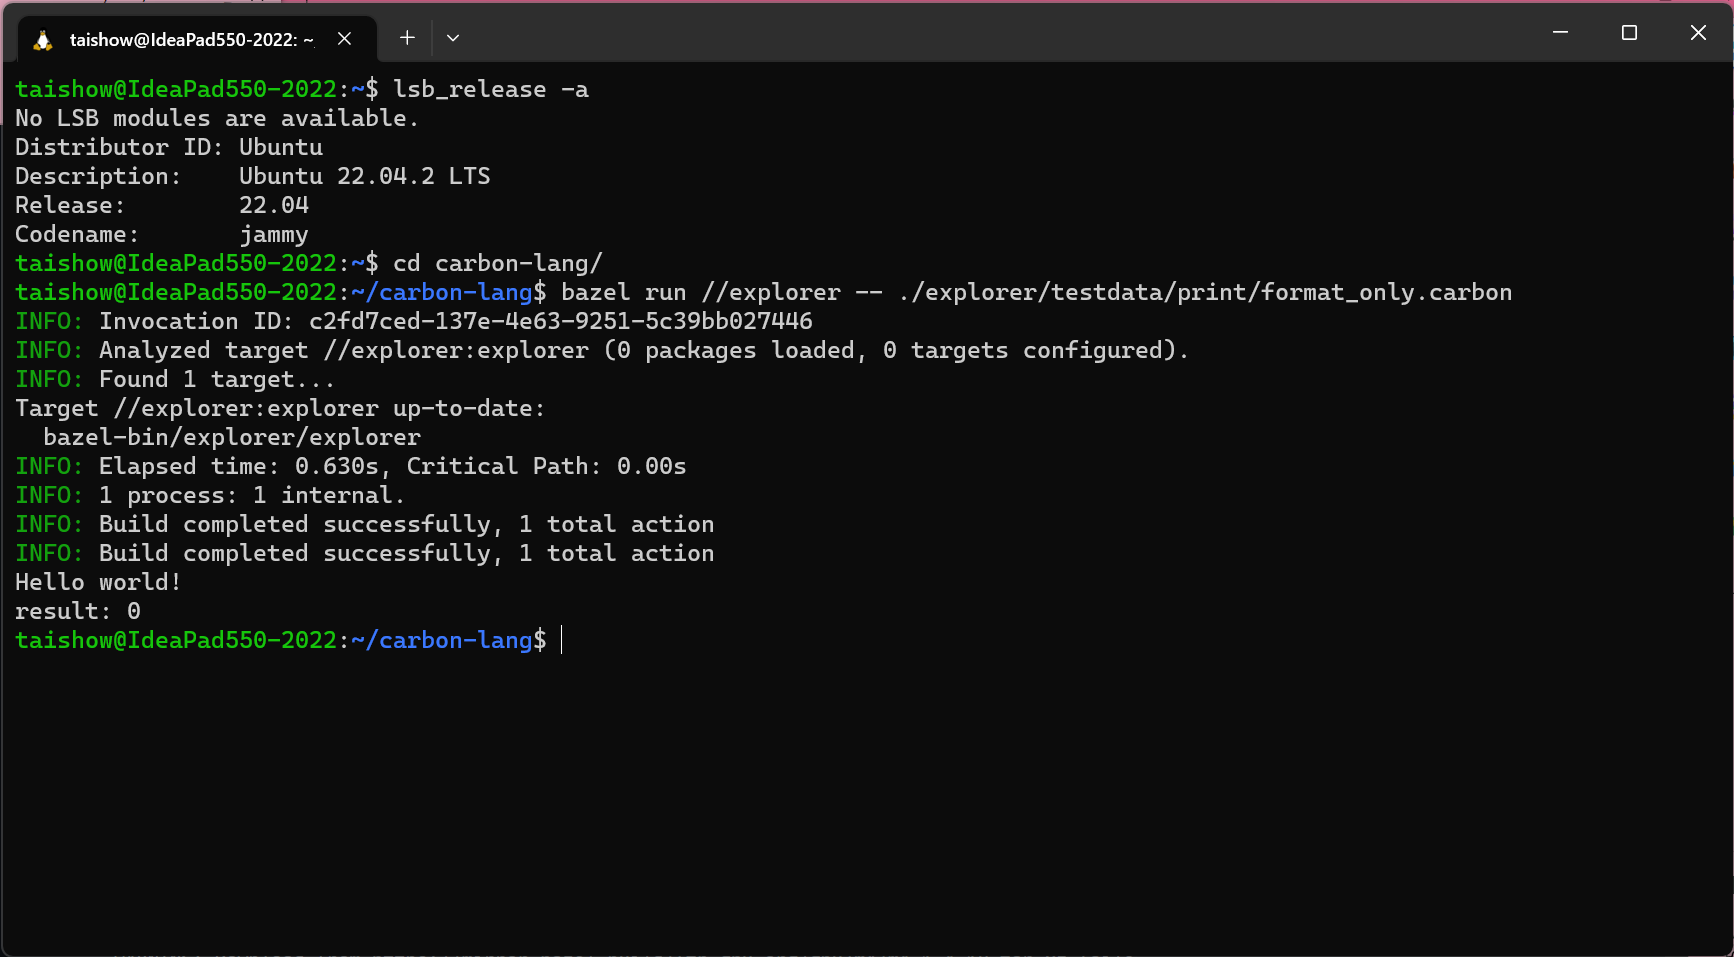 taishow@IdeaPad550-2022: ~
taishow@IdeaPad550-2022:~$ lsb_release -a
No LSB modules are available.
Distributor ID: Ubuntu
Description:    Ubuntu 22.04.2 LTS
Release:        22.04
Codename:       jammy
taishow@IdeaPad550-2022:~$ cd carbon-lang/
taishow@IdeaPad550-2022:~/carbon-lang$ bazel run //explorer -- ./explorer/testdata/print/format_only.carbon
INFO: Invocation ID: c2fd7ced-137e-4e63-9251-5c39bb027446
INFO: Analyzed target //explorer:explorer (0 packages loaded, 0 targets configured).
INFO: Found 1 target...
Target //explorer:explorer up-to-date:
  bazel-bin/explorer/explorer
INFO: Elapsed time: 0.630s, Critical Path: 0.00s
INFO: 1 process: 1 internal.
INFO: Build completed successfully, 1 total action
INFO: Build completed successfully, 1 total action
Hello world!
result: 0
taishow@IdeaPad550-2022:~/carbon-lang$